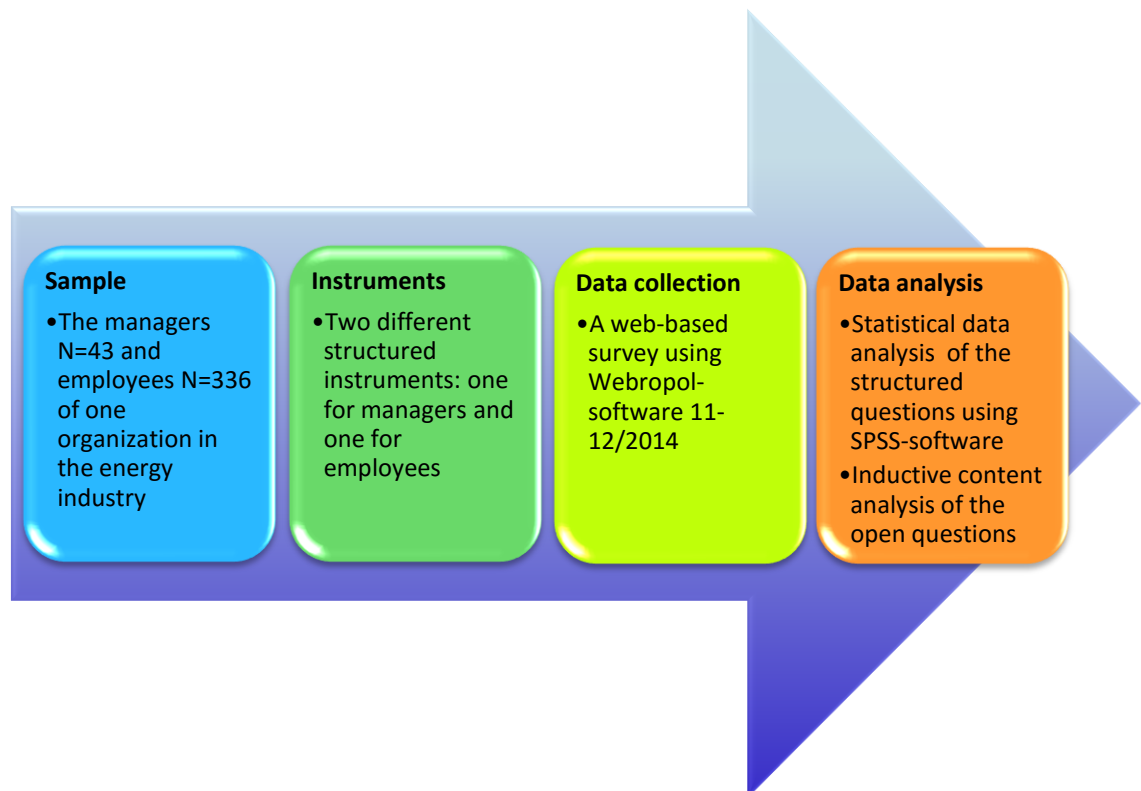 Sample
•The managers
N=43 and
employees N=336
of one
organization in
the energy
industry
Instruments
•Two different
structured
instruments: one
for managers and
one for
employees
Data collection
•A web-based
survey using
Webropol-
software 11-
12/2014
Data analysis
•Statistical data
analysis of the
structured
questions using
SPSS-software
•Inductive content
analysis of the
open questions